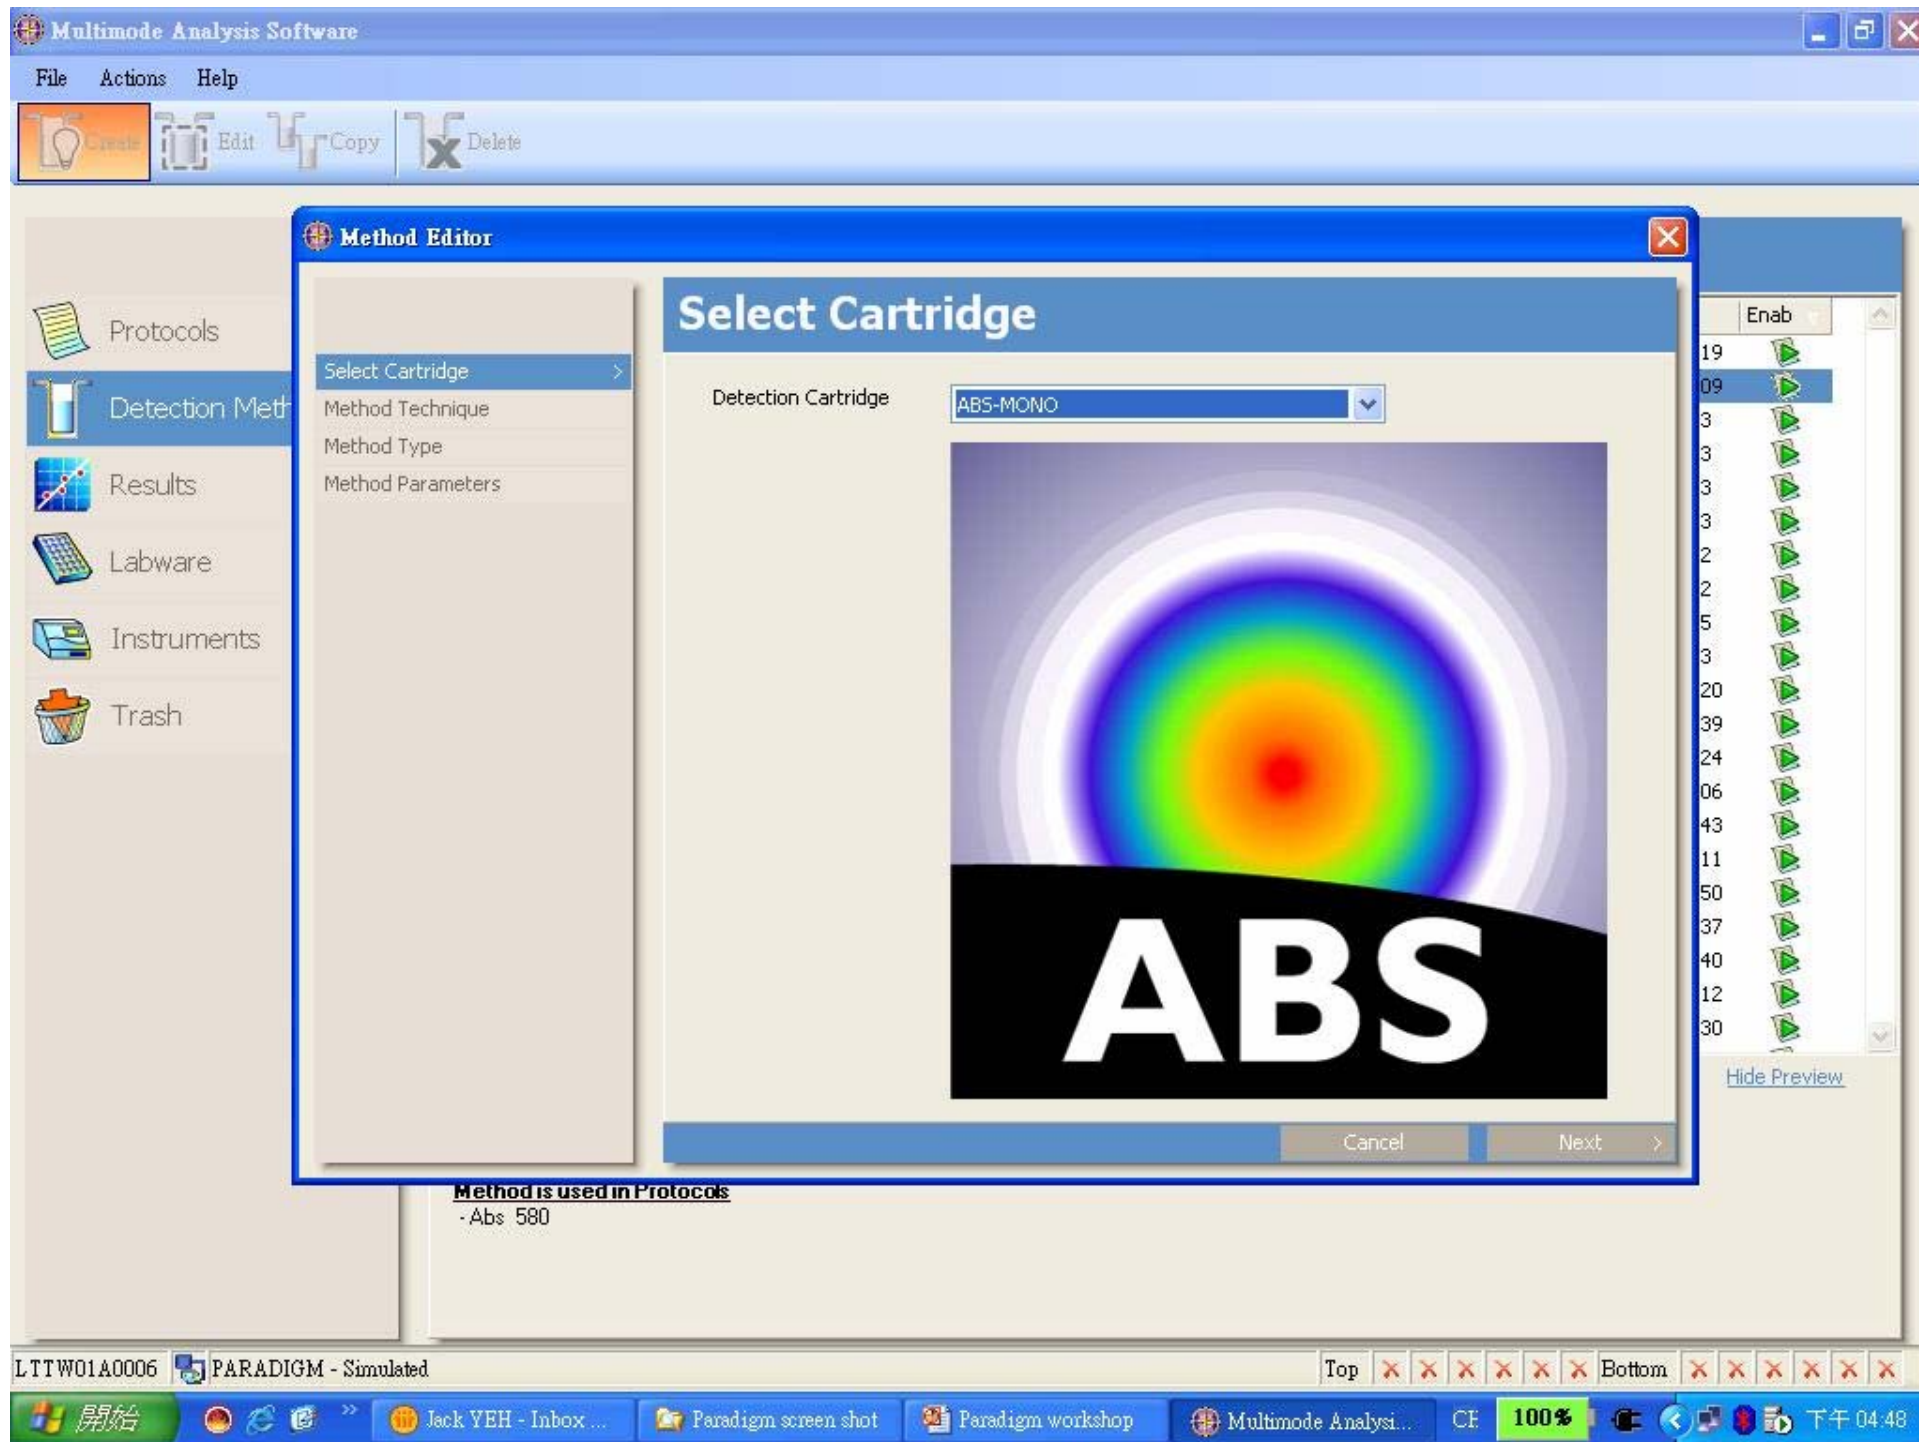 Multimode Analysis Software
File Actions Help
Create Edit Copy Delete
Method Editor
Select Cartridge
Protocols
Detection Meth
Results
Labware
Instruments
Trash
Select Cartridge >
Method Technique
Method Type
Method Parameters
Detection Cartridge ABS-MONO
ABS
Cancel Next >
Enab
19
09
3
3
3
3
2
2
5
3
20
39
24
06
43
11
50
37
40
12
30
Hide Preview
Method is used in Protocols
- Abs 580
LTTW01A0006 PARADIGM - Simulated Top Bottom
開始 » Jack YEH - Inbox ... Paradigm screen shot Paradigm workshop Multimode Analysi... CH 100% 下午 04:48